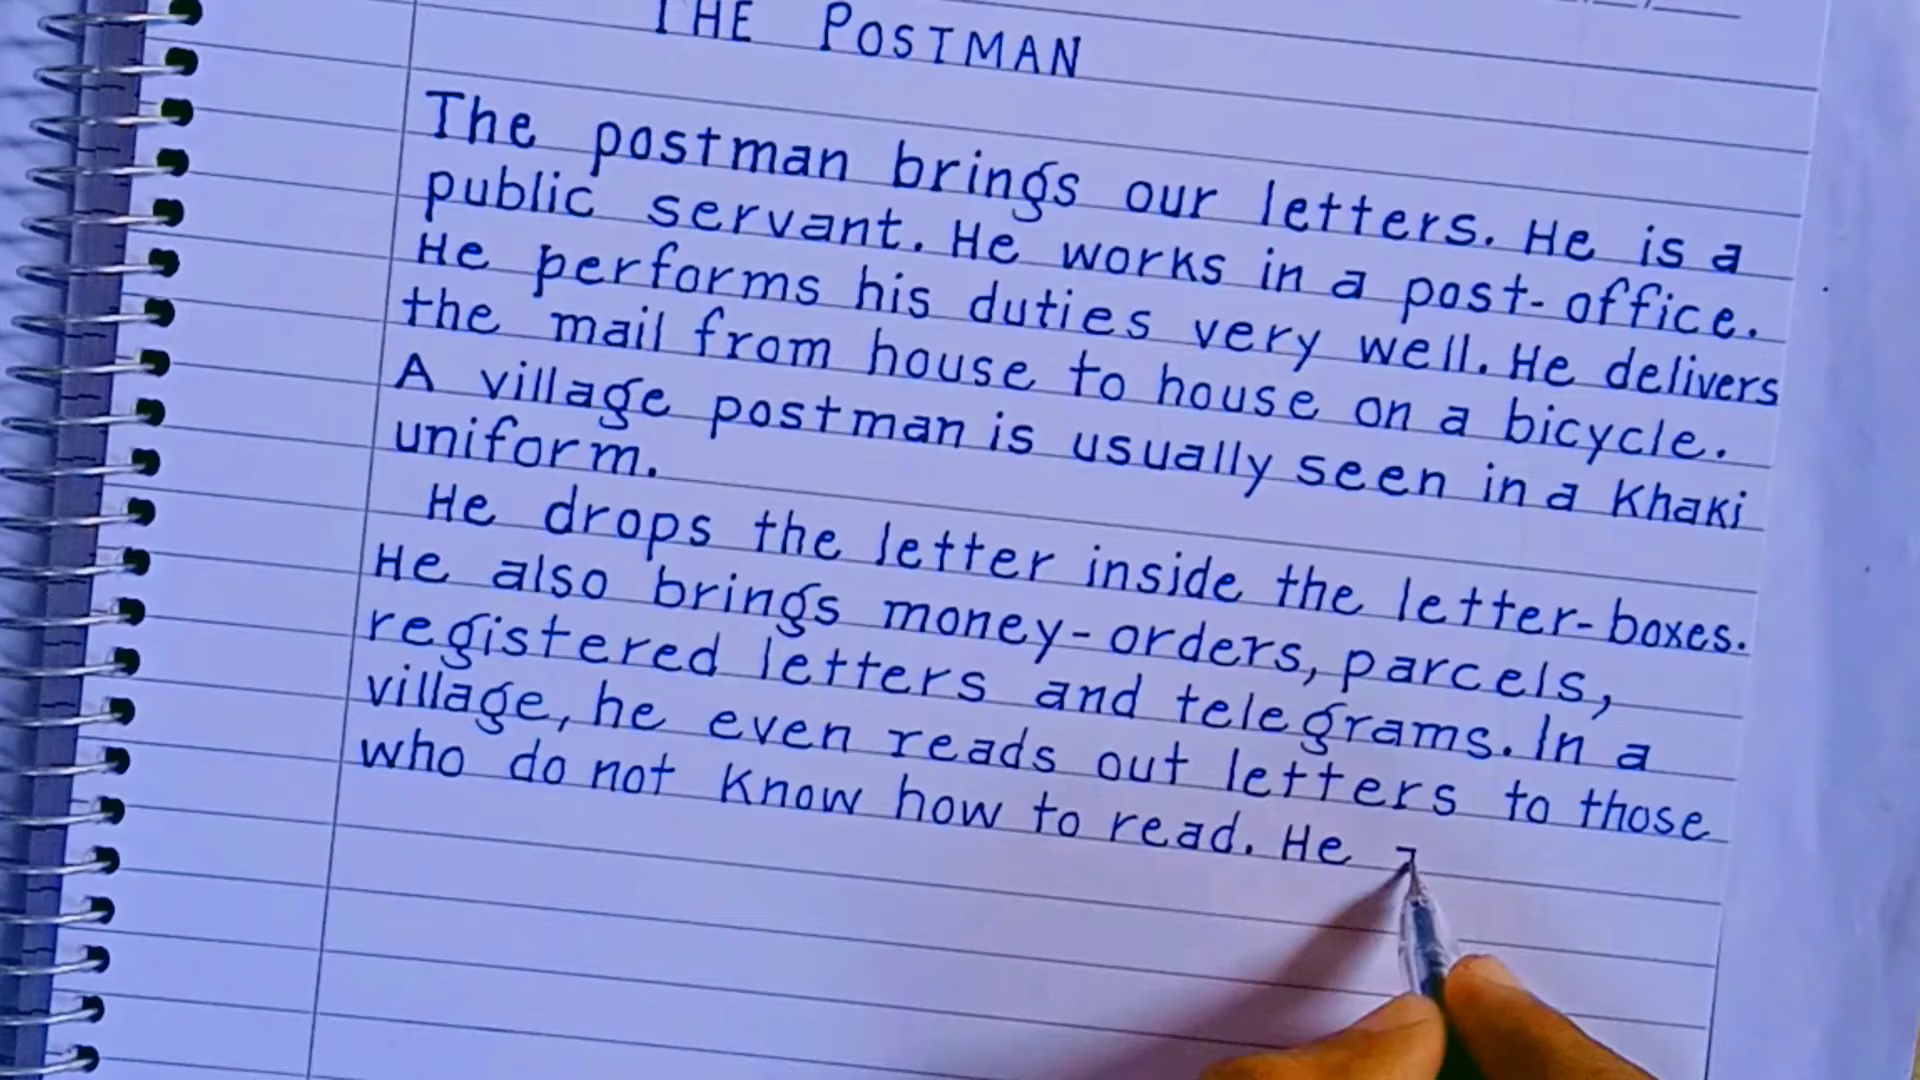 THE POSTMAN
The postman brings our letters. He is a
public servant. He works in a post-office.
He performs his duties very well. He delivers
the mail from house to house on a bicycle.
A village postman is usually seen in a Khaki
uniform.
He drops the letter inside the letter-boxes.
He also brings money-orders, parcels,
registered letters and telegrams. In a
village, he even reads out letters to those
who do not know how to read. He